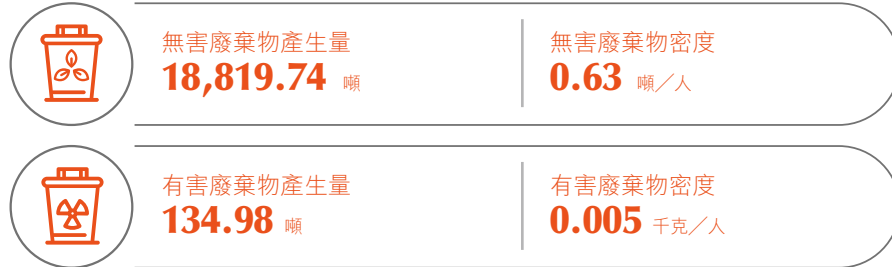 無害廢棄物產生量
18,819.74 噸
無害廢棄物密度
0.63 噸／人
有害廢棄物產生量
134.98 噸
有害廢棄物密度
0.005 千克／人